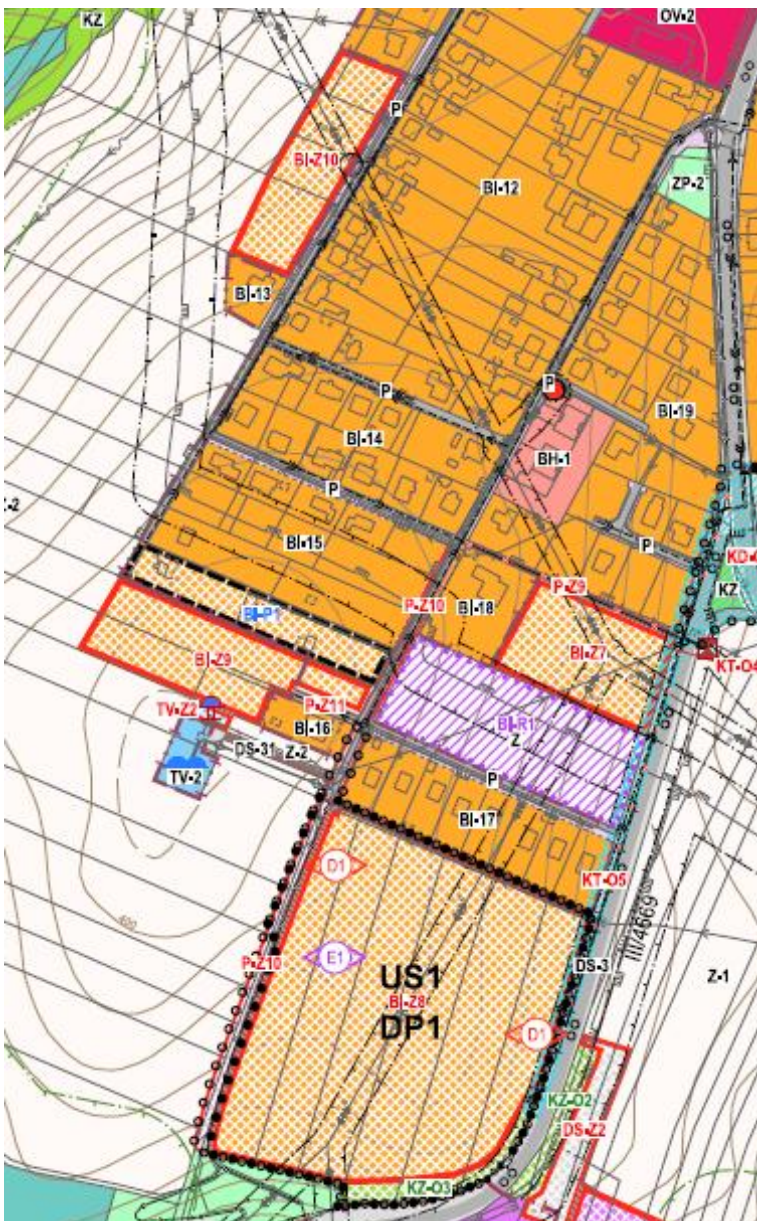 KZ
OV-2
P
BI-Z10
BI-12
ZP-2
BI-13
P
P
BI-19
BI-14
BH-1
P
BI-15
P
KD-
P-Z9
KZ
P-Z10
BI-18
BI-P1
BI-Z9
BI-Z7
KT-O4
P-Z11
TV-Z2
BI-R1
BI-16
Z
DS-31
Z-2
TV-2
P
BI-17
D1
KT-O5
III/4669
E1
P-Z10
DS-3
US1
Z-1
BI-Z8
DP1
D1
KZ-O2
DS-Z2
KZ-O3